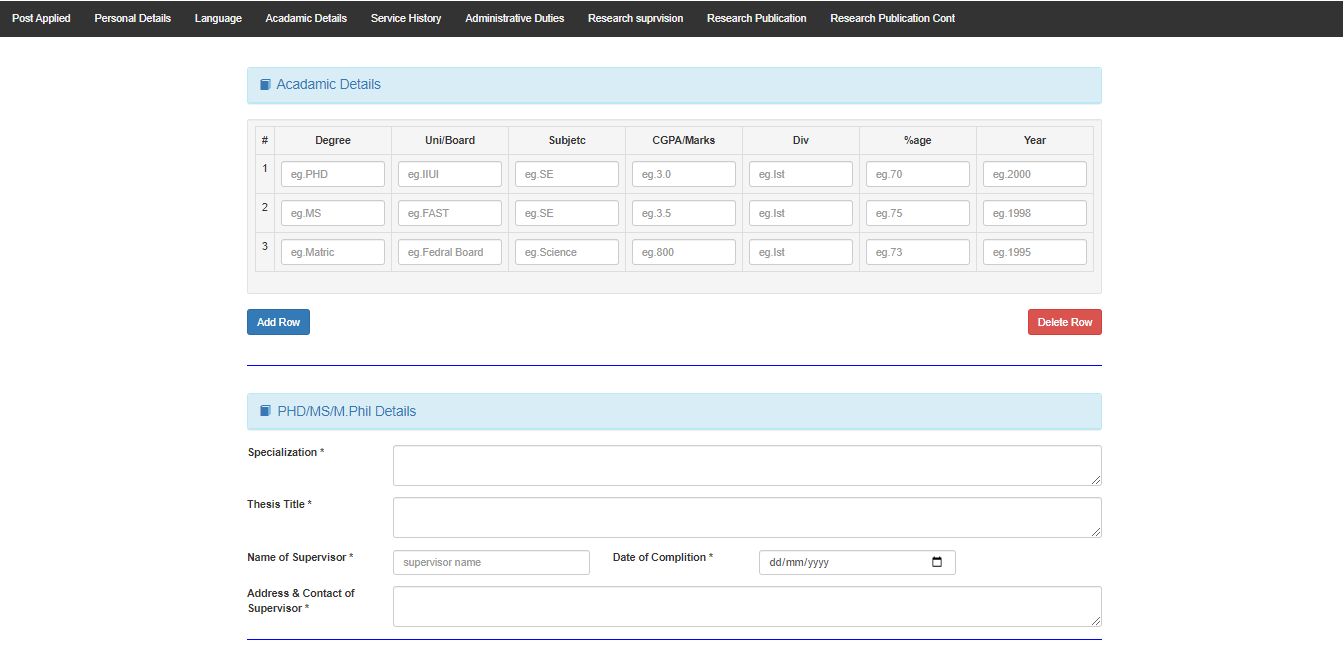 Post Applied Personal Details Language Acadamic Details Service History Administrative Duties Research suprvision Research Publication Research Publication Cont
Acadamic Details
# Degree Uni/Board Subjetc CGPA/Marks Div %age Year
1 eg.PHD eg.IIUI eg.SE eg.3.0 eg.Ist eg.70 eg.2000
2 eg.MS eg.FAST eg.SE eg.3.5 eg.Ist eg.75 eg.1998
3 eg.Matric eg.Fedral Board eg.Science eg.800 eg.Ist eg.73 eg.1995
Add Row Delete Row
PHD/MS/M.Phil Details
Specialization *
Thesis Title *
Name of Supervisor * supervisor name Date of Complition * dd/mm/yyyy
Address & Contact of
Supervisor *